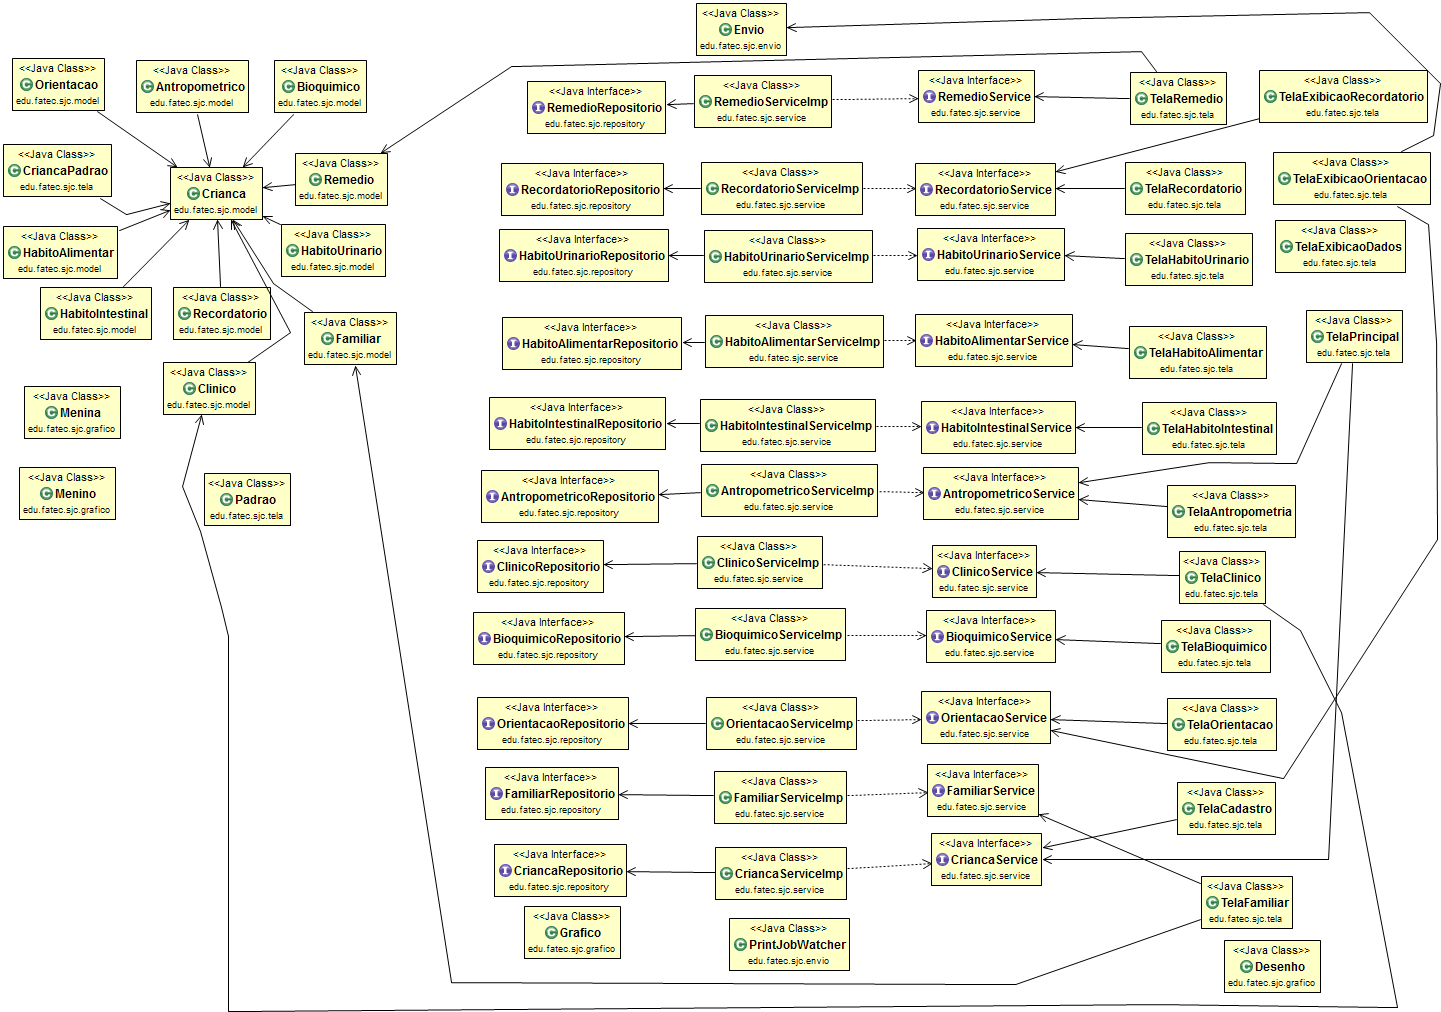 <<Java Class>>
Envio
edu.fatec.sjc.envio
<<Java Class>>
Orientacao
edu.fatec.sjc.model
<<Java Class>>
Antropometrico
edu.fatec.sjc.model
<<Java Class>>
Bioquimico
edu.fatec.sjc.model
<<Java Interface>>
RemedioRepositorio
edu.fatec.sjc.repository
<<Java Class>>
RemedioServiceImp
edu.fatec.sjc.service
<<Java Interface>>
RemedioService
edu.fatec.sjc.service
<<Java Class>>
TelaRemedio
edu.fatec.sjc.tela
<<Java Class>>
TelaExibicaoRecordatorio
edu.fatec.sjc.tela
<<Java Class>>
CriancaPadrao
edu.fatec.sjc.tela
<<Java Class>>
Crianca
edu.fatec.sjc.model
<<Java Class>>
Remedio
edu.fatec.sjc.model
<<Java Interface>>
RecordatorioRepositorio
edu.fatec.sjc.repository
<<Java Class>>
RecordatorioServiceImp
edu.fatec.sjc.service
<<Java Interface>>
RecordatorioService
edu.fatec.sjc.service
<<Java Class>>
TelaRecordatorio
edu.fatec.sjc.tela
<<Java Class>>
TelaExibicaoOrientacao
edu.fatec.sjc.tela
<<Java Class>>
HabitoAlimentar
edu.fatec.sjc.model
<<Java Class>>
HabitoUrinario
edu.fatec.sjc.model
<<Java Interface>>
HabitoUrinarioRepositorio
edu.fatec.sjc.repository
<<Java Class>>
HabitoUrinarioServiceImp
edu.fatec.sjc.service
<<Java Interface>>
HabitoUrinarioService
edu.fatec.sjc.service
<<Java Class>>
TelaHabitoUrinario
edu.fatec.sjc.tela
<<Java Class>>
TelaExibicaoDados
edu.fatec.sjc.tela
<<Java Class>>
HabitoIntestinal
edu.fatec.sjc.model
<<Java Class>>
Recordatorio
edu.fatec.sjc.model
<<Java Class>>
Familiar
edu.fatec.sjc.model
<<Java Interface>>
HabitoAlimentarRepositorio
edu.fatec.sjc.repository
<<Java Class>>
HabitoAlimentarServiceImp
edu.fatec.sjc.service
<<Java Interface>>
HabitoAlimentarService
edu.fatec.sjc.service
<<Java Class>>
TelaHabitoAlimentar
edu.fatec.sjc.tela
<<Java Class>>
TelaPrincipal
edu.fatec.sjc.tela
<<Java Class>>
Clinico
edu.fatec.sjc.model
<<Java Class>>
Menina
edu.fatec.sjc.grafico
<<Java Interface>>
HabitoIntestinalRepositorio
edu.fatec.sjc.repository
<<Java Class>>
HabitoIntestinalServiceImp
edu.fatec.sjc.service
<<Java Interface>>
HabitoIntestinalService
edu.fatec.sjc.service
<<Java Class>>
TelaHabitoIntestinal
edu.fatec.sjc.tela
<<Java Class>>
Menino
edu.fatec.sjc.grafico
<<Java Class>>
Padrao
edu.fatec.sjc.tela
<<Java Interface>>
AntropometricoRepositorio
edu.fatec.sjc.repository
<<Java Class>>
AntropometricoServiceImp
edu.fatec.sjc.service
<<Java Interface>>
AntropometricoService
edu.fatec.sjc.service
<<Java Class>>
TelaAntropometria
edu.fatec.sjc.tela
<<Java Interface>>
ClinicoRepositorio
edu.fatec.sjc.repository
<<Java Class>>
ClinicoServiceImp
edu.fatec.sjc.service
<<Java Interface>>
ClinicoService
edu.fatec.sjc.service
<<Java Class>>
TelaClinico
edu.fatec.sjc.tela
<<Java Interface>>
BioquimicoRepositorio
edu.fatec.sjc.repository
<<Java Class>>
BioquimicoServiceImp
edu.fatec.sjc.service
<<Java Interface>>
BioquimicoService
edu.fatec.sjc.service
<<Java Class>>
TelaBioquimico
edu.fatec.sjc.tela
<<Java Interface>>
OrientacaoRepositorio
edu.fatec.sjc.repository
<<Java Class>>
OrientacaoServiceImp
edu.fatec.sjc.service
<<Java Interface>>
OrientacaoService
edu.fatec.sjc.service
<<Java Class>>
TelaOrientacao
edu.fatec.sjc.tela
<<Java Interface>>
FamiliarRepositorio
edu.fatec.sjc.repository
<<Java Class>>
FamiliarServiceImp
edu.fatec.sjc.service
<<Java Interface>>
FamiliarService
edu.fatec.sjc.service
<<Java Class>>
TelaCadastro
edu.fatec.sjc.tela
<<Java Interface>>
CriancaRepositorio
edu.fatec.sjc.repository
<<Java Class>>
CriancaServiceImp
edu.fatec.sjc.service
<<Java Interface>>
CriancaService
edu.fatec.sjc.service
<<Java Class>>
TelaFamiliar
edu.fatec.sjc.tela
<<Java Class>>
Grafico
edu.fatec.sjc.grafico
<<Java Class>>
PrintJobWatcher
edu.fatec.sjc.envio
<<Java Class>>
Desenho
edu.fatec.sjc.grafico